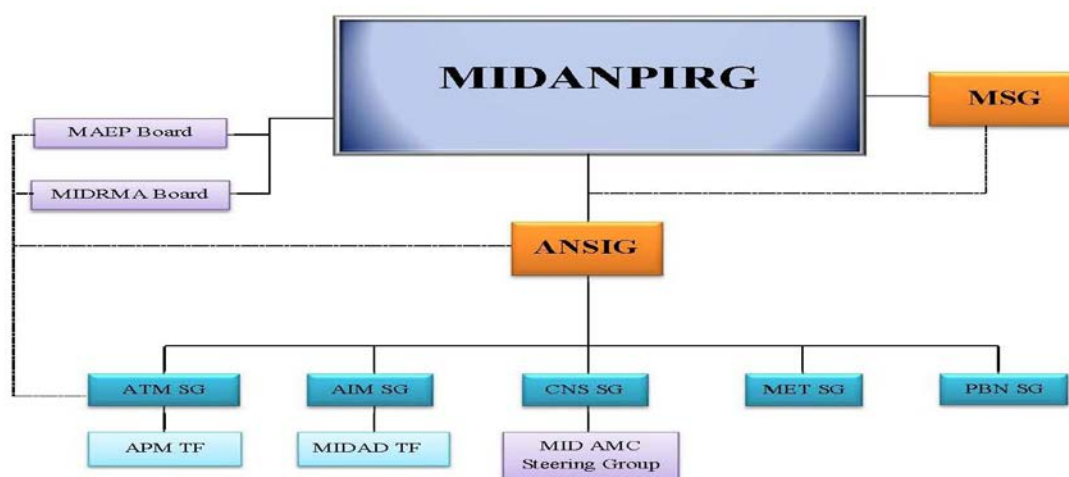 MIDANPIRG
MSG
MAEP Board
MIDRMA Board
ANSIG
ATM SG
AIM SG
CNS SG
MET SG
PBN SG
APM TF
MIDAD TF
MID AMC
Steering Group